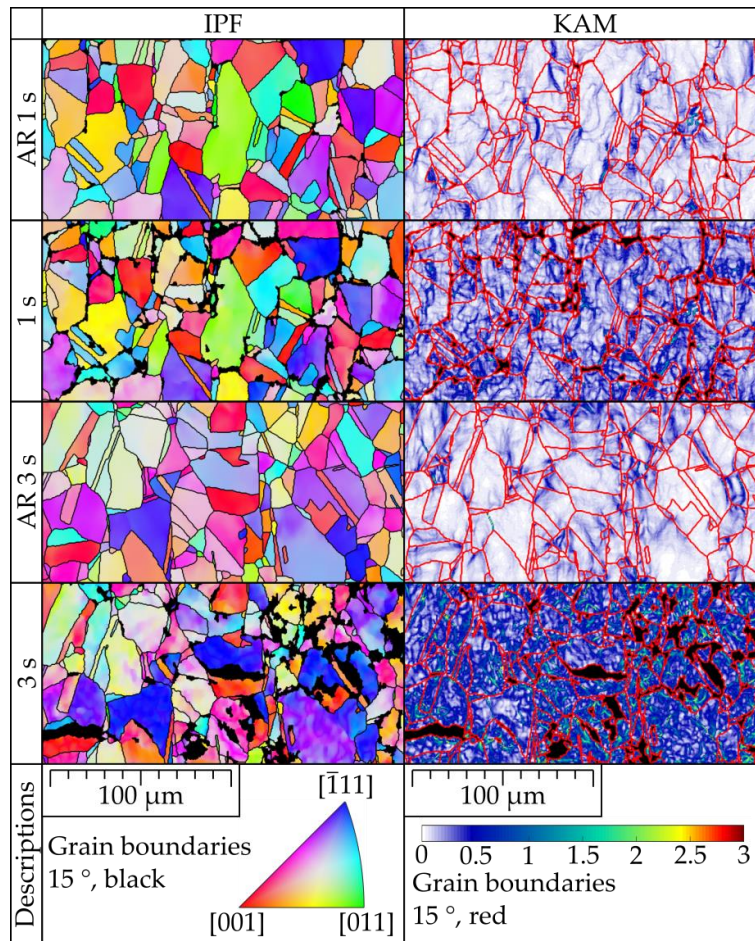 IPF
KAM
AR 1 s
1 s
AR 3 s
3 s
Descriptions
100 µm
Grain boundaries
15 °, black
[1̅11]
[001]
[011]
0 0.5 1 1.5 2 2.5 3
Grain boundaries
15 °, red
100 µm